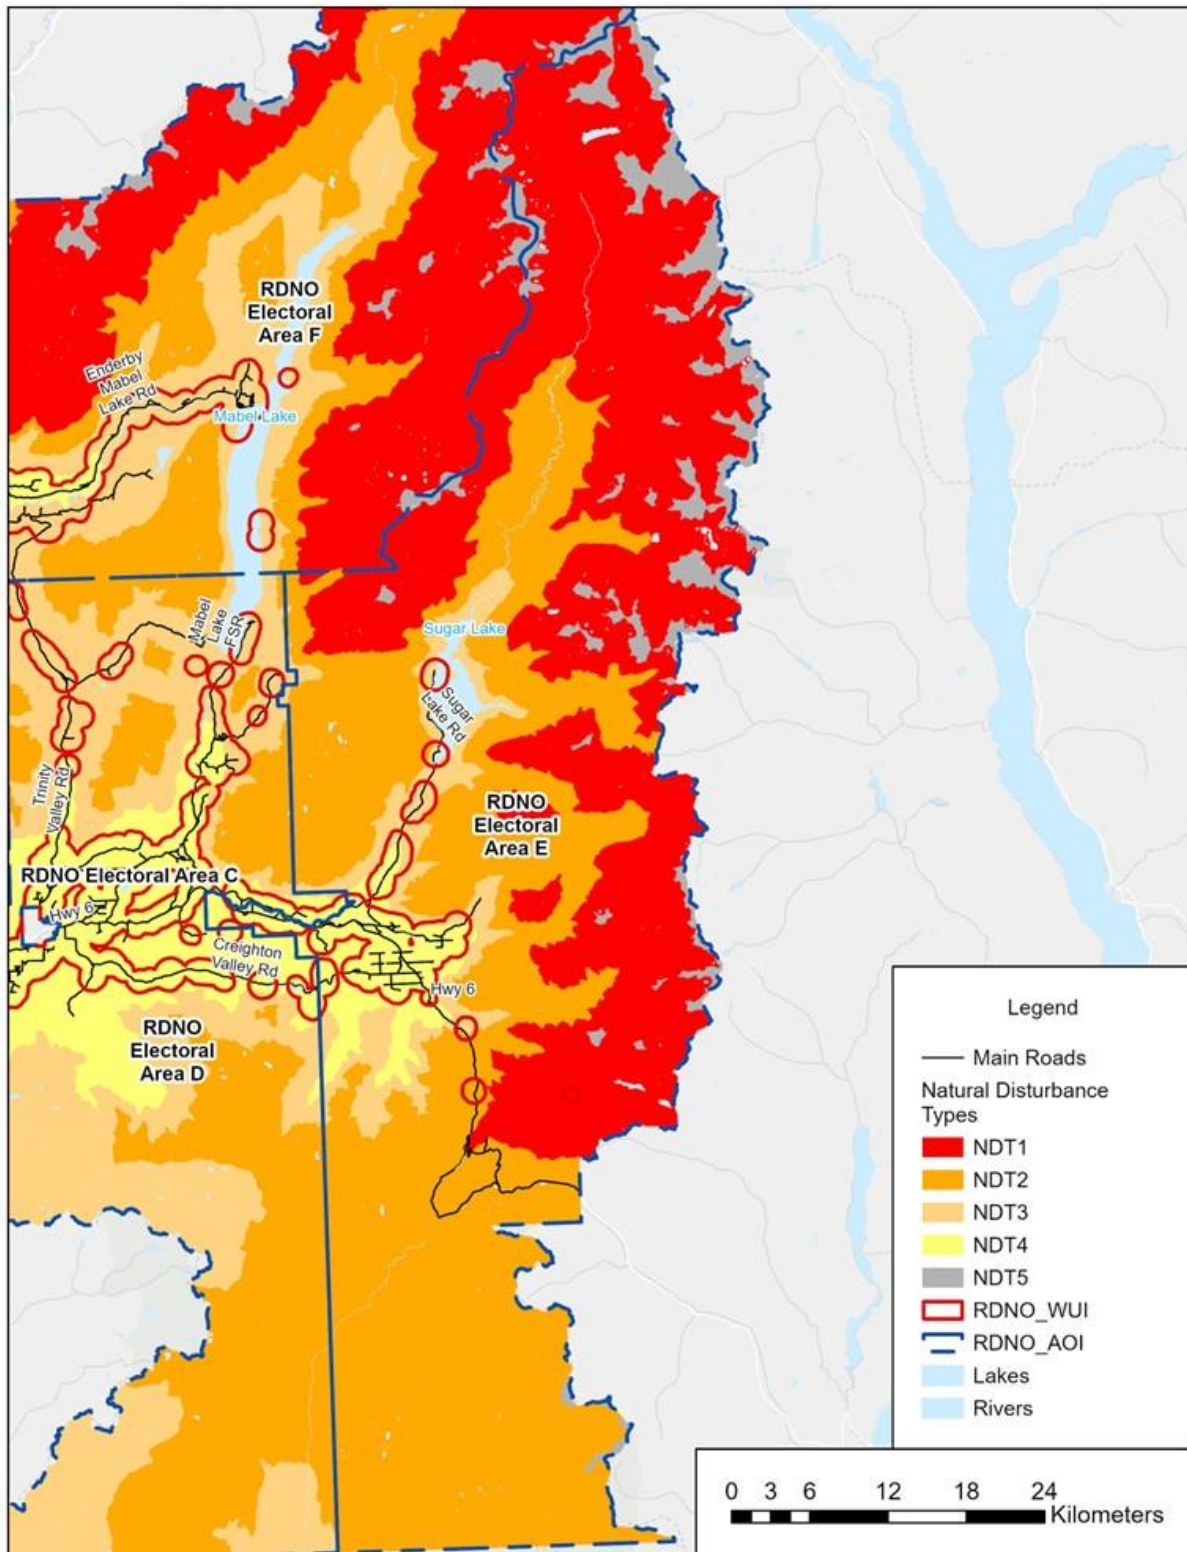 RDNO
Electoral
Area F
Enderby
Mabel
Lake Rd
Mabel Lake
Mabel
Lake
FSR
Sugar Lake
Sugar
Lake Rd
Trinity
Valley Rd
RDNO
Electoral
Area E
RDNO Electoral Area C
Hwy 6
Creighton
Valley Rd
Hwy 6
RDNO
Electoral
Area D
Legend
Main Roads
Natural Disturbance
Types
NDT1
NDT2
NDT3
NDT4
NDT5
RDNO_WUI
RDNO_AOI
Lakes
Rivers
0 3 6 12 18 24
Kilometers